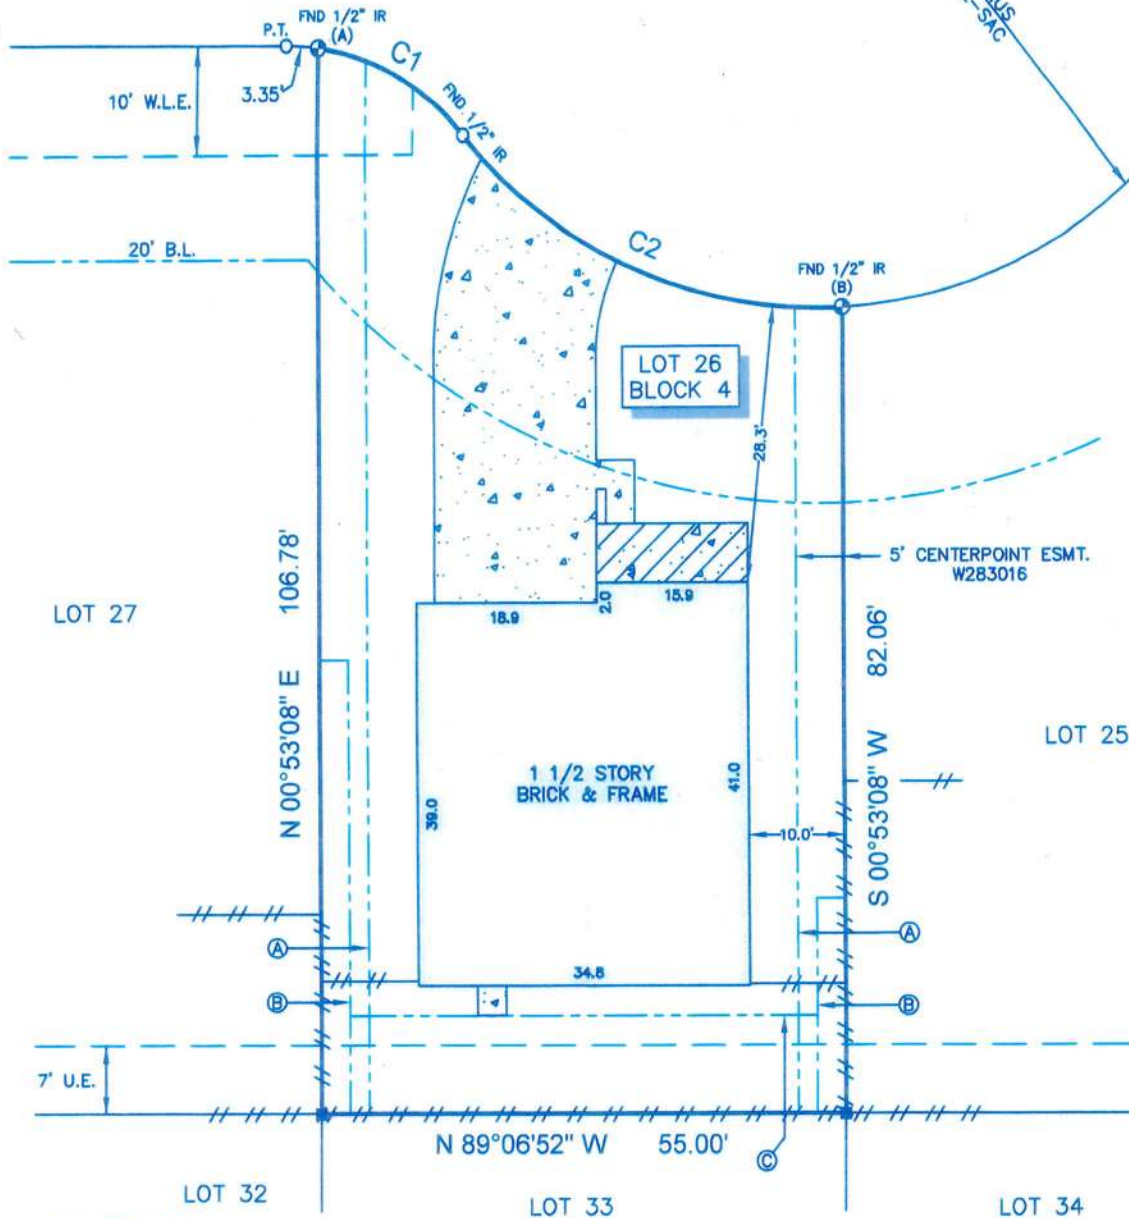 FND 1/2" IR
(A)
P.T.
C1
3.35'
10' W.L.E.
FND. 1/2" IR
-SAC
20' B.L.
C2
FND 1/2" IR
(B)
LOT 26
BLOCK 4
28.3'
5' CENTERPOINT ESMT.
W283016
LOT 27
N 00°53'08" E 106.78'
18.9
2.0
15.9
S 00°53'08" W 82.06'
LOT 25
1 1/2 STORY
BRICK & FRAME
39.0
41.0
10.0'
A
A
34.8
B
B
7' U.E.
N 89°06'52" W 55.00'
C
LOT 32
LOT 33
LOT 34